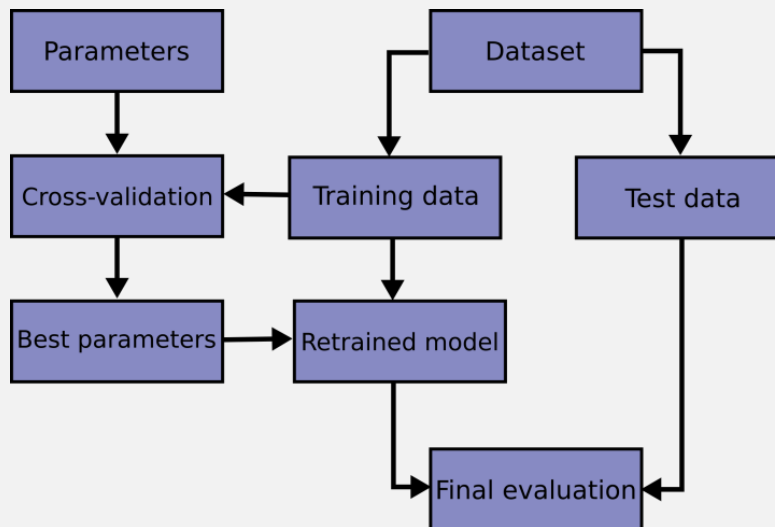 Parameters
Dataset
Cross-validation
Training data
Test data
Best parameters
Retrained model
Final evaluation